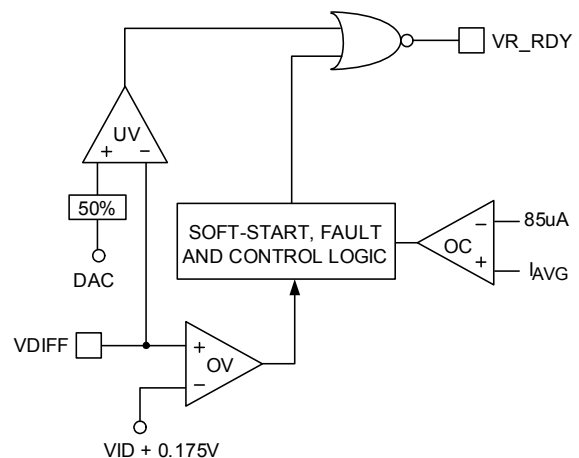 VR_RDY
UV
+ −
50%
DAC
SOFT-START, FAULT
AND CONTROL LOGIC
− 85uA
OC
+ IAVG
VDIFF
+
OV
−
VID + 0.175V